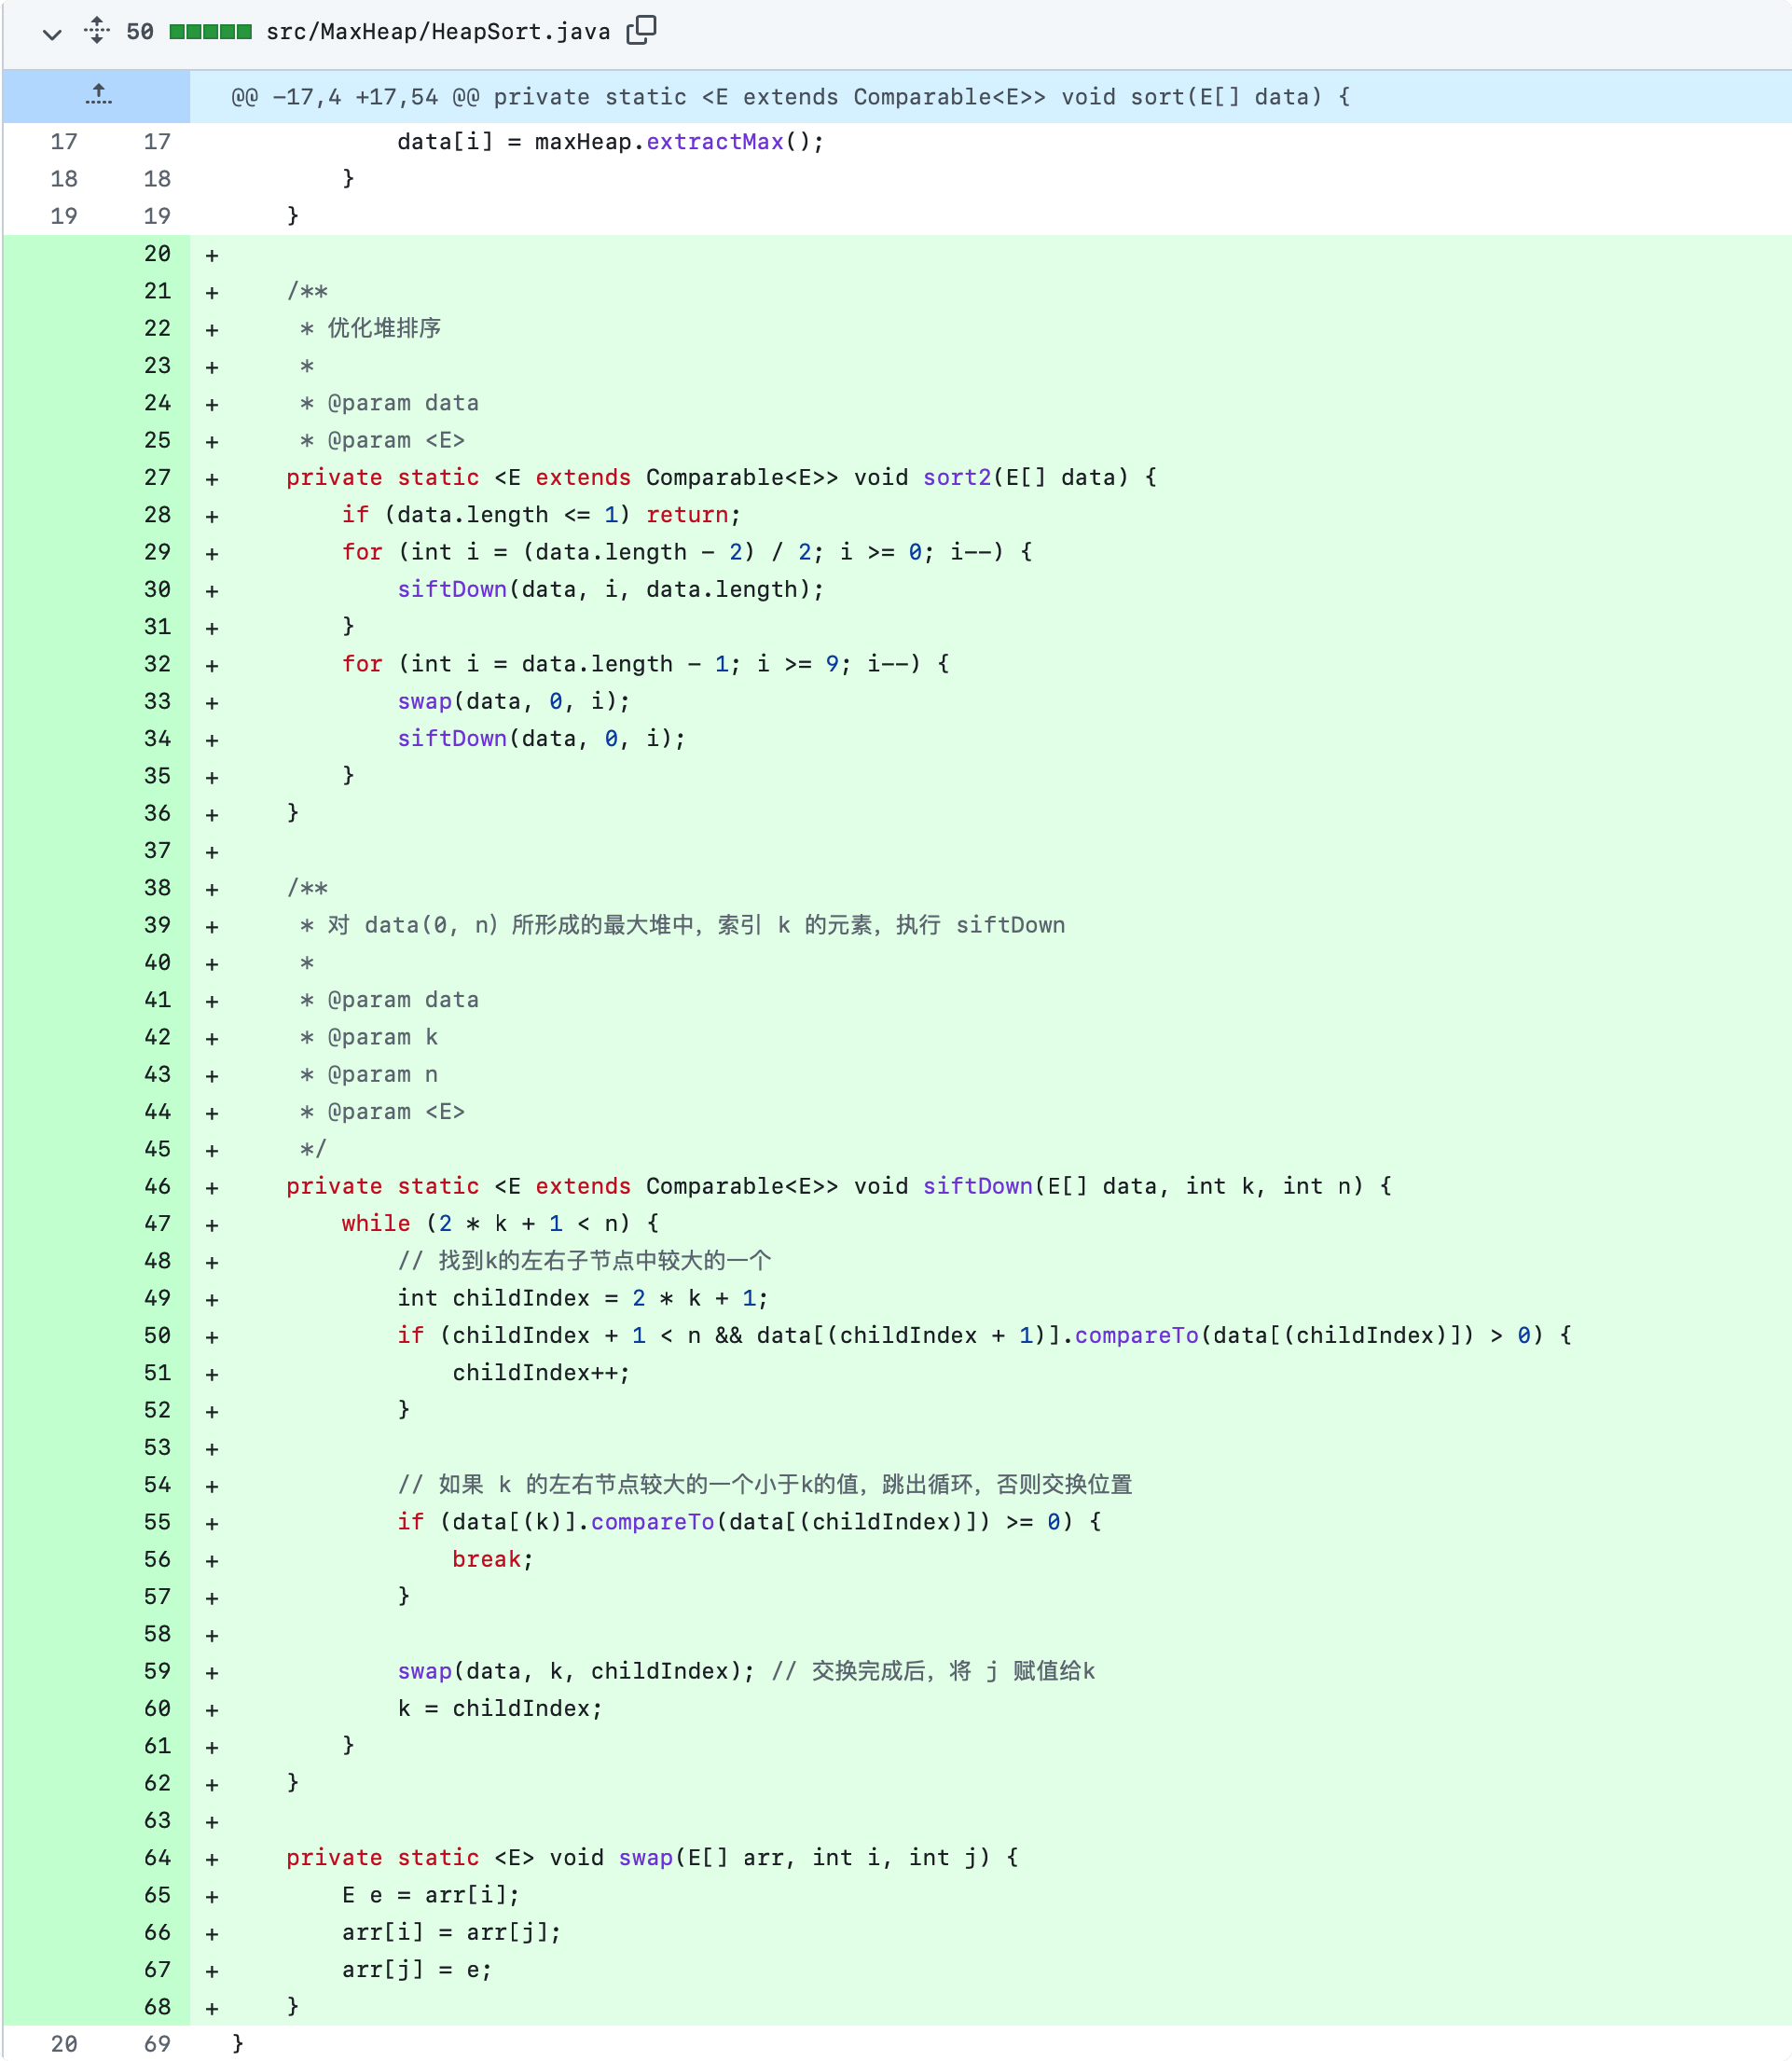 50 src/MaxHeap/HeapSort.java
@@ -17,4 +17,54 @@ private static <E extends Comparable<E>> void sort(E[] data) {
17 17 data[i] = maxHeap.extractMax();
18 18 }
19 19 }
20 +
21 + /**
22 + * 优化堆排序
23 + *
24 + * @param data
25 + * @param <E>
27 + private static <E extends Comparable<E>> void sort2(E[] data) {
28 + if (data.length <= 1) return;
29 + for (int i = (data.length - 2) / 2; i >= 0; i--) {
30 + siftDown(data, i, data.length);
31 + }
32 + for (int i = data.length - 1; i >= 9; i--) {
33 + swap(data, 0, i);
34 + siftDown(data, 0, i);
35 + }
36 + }
37 +
38 + /**
39 + * 对 data(0, n) 所形成的最大堆中，索引 k 的元素，执行 siftDown
40 + *
41 + * @param data
42 + * @param k
43 + * @param n
44 + * @param <E>
45 + */
46 + private static <E extends Comparable<E>> void siftDown(E[] data, int k, int n) {
47 + while (2 * k + 1 < n) {
48 + // 找到k的左右子节点中较大的一个
49 + int childIndex = 2 * k + 1;
50 + if (childIndex + 1 < n && data[(childIndex + 1)].compareTo(data[(childIndex)]) > 0) {
51 + childIndex++;
52 + }
53 +
54 + // 如果 k 的左右节点较大的一个小于k的值，跳出循环，否则交换位置
55 + if (data[(k)].compareTo(data[(childIndex)]) >= 0) {
56 + break;
57 + }
58 +
59 + swap(data, k, childIndex); // 交换完成后，将 j 赋值给k
60 + k = childIndex;
61 + }
62 + }
63 +
64 + private static <E> void swap(E[] arr, int i, int j) {
65 + E e = arr[i];
66 + arr[i] = arr[j];
67 + arr[j] = e;
68 + }
20 69 }